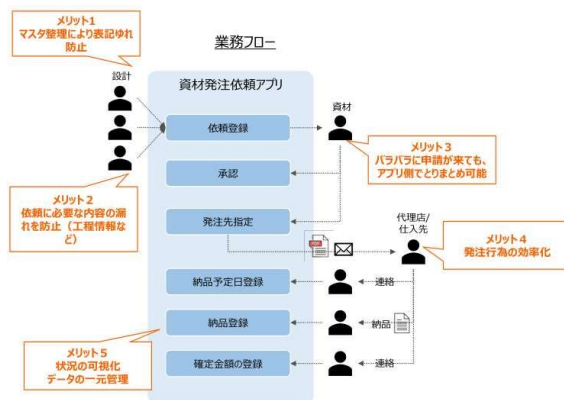 業務フロー
メリット1
マスタ整理により表記ゆれ
防止
設計
資材発注依頼アプリ
依頼登録
資材
メリット3
バラバラに申請が来ても、
アプリ側でとりまとめ可能
承認
メリット2
依頼に必要な内容の漏
れを防止（工程情報な
ど）
発注先指定
代理店/
仕入先
メリット4
発注行為の効率化
PDF
納品予定日登録
連絡
納品登録
納品
メリット5
状況の可視化
データの一元管理
確定金額の登録
連絡